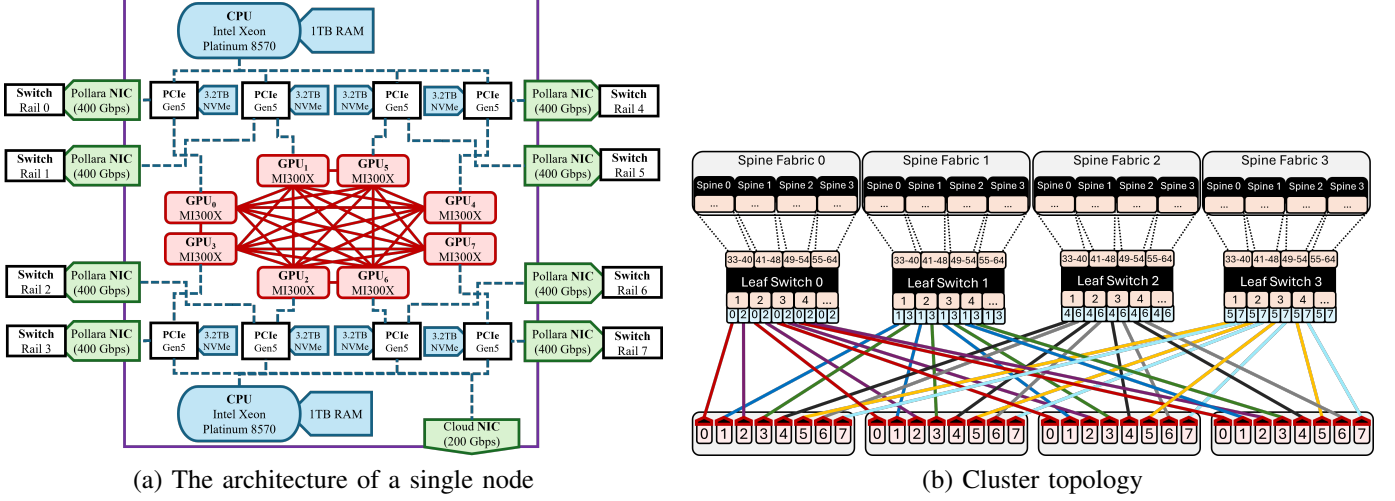 CPU
Intel Xeon
Platinum 8570
1TB RAM
Switch
Rail 0
Pollara NIC
(400 Gbps)
PCIe
Gen5
3.2TB
NVMe
PCIe
Gen5
3.2TB
NVMe
3.2TB
NVMe
PCIe
Gen5
3.2TB
NVMe
PCIe
Gen5
Pollara NIC
(400 Gbps)
Switch
Rail 4
Switch
Rail 1
Pollara NIC
(400 Gbps)
GPU1
MI300X
GPU5
MI300X
Pollara NIC
(400 Gbps)
Switch
Rail 5
GPU0
MI300X
GPU4
MI300X
GPU3
MI300X
GPU7
MI300X
Switch
Rail 2
Pollara NIC
(400 Gbps)
GPU2
MI300X
GPU6
MI300X
Pollara NIC
(400 Gbps)
Switch
Rail 6
Switch
Rail 3
Pollara NIC
(400 Gbps)
PCIe
Gen5
3.2TB
NVMe
PCIe
Gen5
3.2TB
NVMe
3.2TB
NVMe
PCIe
Gen5
3.2TB
NVMe
PCIe
Gen5
Pollara NIC
(400 Gbps)
Switch
Rail 7
CPU
Intel Xeon
Platinum 8570
1TB RAM
Cloud NIC
(200 Gbps)
(a) The architecture of a single node
Spine Fabric 0 Spine Fabric 1 Spine Fabric 2 Spine Fabric 3
Spine 0 Spine 1 Spine 2 Spine 3 Spine 0 Spine 1 Spine 2 Spine 3 Spine 0 Spine 1 Spine 2 Spine 3 Spine 0 Spine 1 Spine 2 Spine 3
... ... ... ... ... ... ... ... ... ... ... ... ... ... ... ...
33-40 41-48 49-54 55-64 33-40 41-48 49-54 55-64 33-40 41-48 49-54 55-64 33-40 41-48 49-54 55-64
Leaf Switch 0 Leaf Switch 1 Leaf Switch 2 Leaf Switch 3
1 2 3 4 ... 1 2 3 4 ... 1 2 3 4 ... 1 2 3 4 ...
0 2 0 2 0 2 0 2 0 2 1 3 1 3 1 3 1 3 1 3 4 6 4 6 4 6 4 6 4 6 5 7 5 7 5 7 5 7 5 7
0 1 2 3 4 5 6 7 0 1 2 3 4 5 6 7 0 1 2 3 4 5 6 7 0 1 2 3 4 5 6 7
(b) Cluster topology